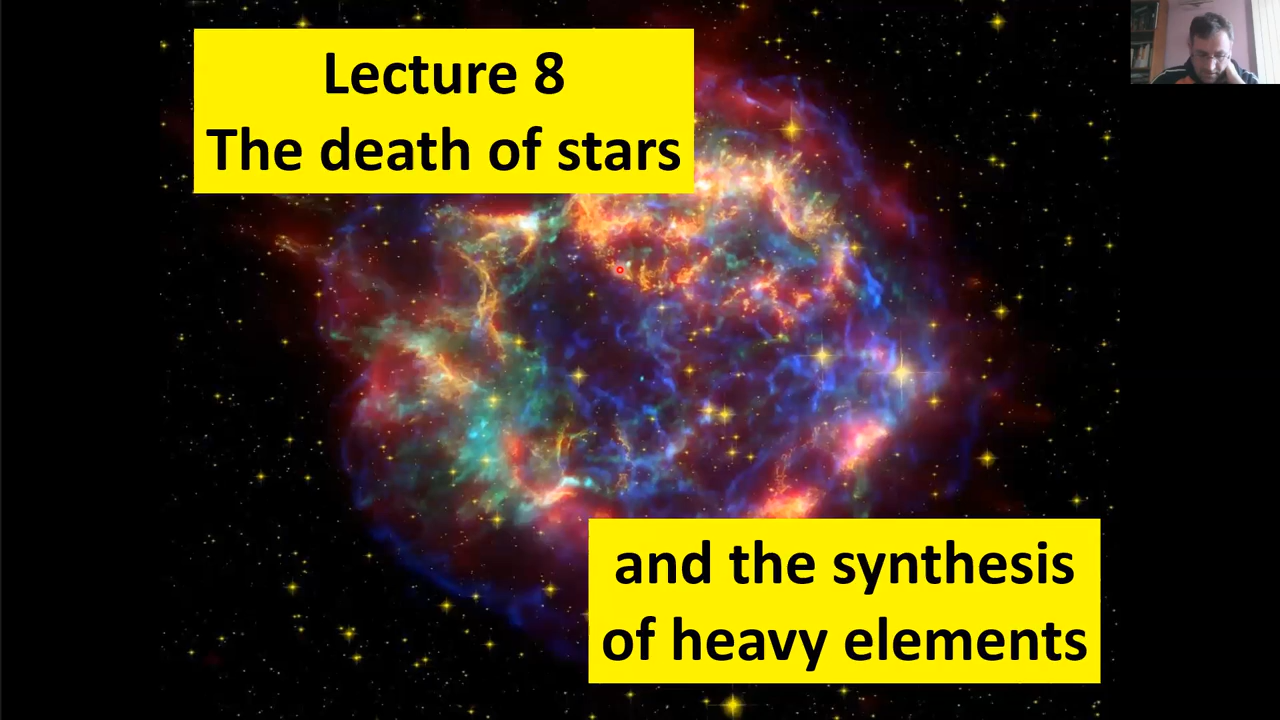 Lecture 8
The death of stars
and the synthesis
of heavy elements